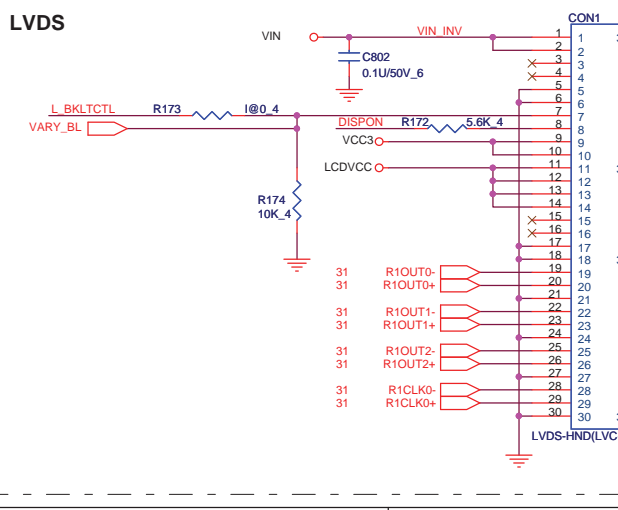 LVDS
CON1
VIN
VIN_INV
C802
0.1U/50V_6
L_BKLTCTL
R173
I@0_4
VARY_BL
DISPON
R172
5.6K_4
VCC3
LCDVCC
R174
10K_4
31 R1OUT0-
31 R1OUT0+
31 R1OUT1-
31 R1OUT1+
31 R1OUT2-
31 R1OUT2+
31 R1CLK0-
31 R1CLK0+
1 1
2 2
3 3
4 4
5 5
6 6
7 7
8 8
9 9
10 10
11 11
12 12
13 13
14 14
15 15
16 16
17 17
18 18
19 19
20 20
21 21
22 22
23 23
24 24
25 25
26 26
27 27
28 28
29 29
30 30
LVDS-HND(LVC